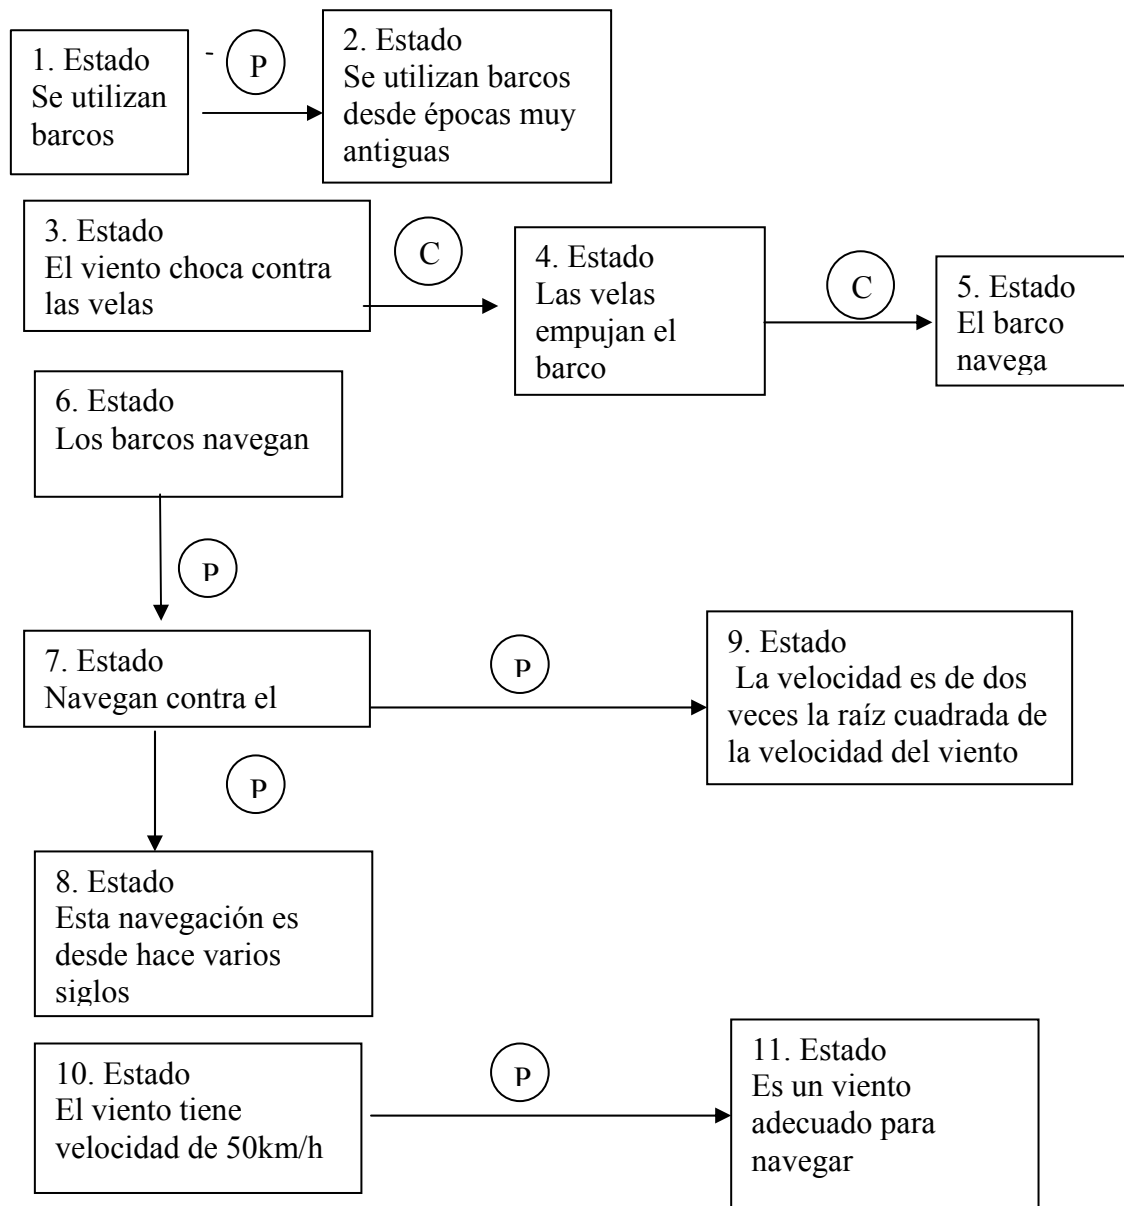 1. Estado
Se utilizan
barcos
-
P
2. Estado
Se utilizan barcos
desde épocas muy
antiguas
3. Estado
El viento choca contra
las velas
C
4. Estado
Las velas
empujan el
barco
C
5. Estado
El barco
navega
6. Estado
Los barcos navegan
P
7. Estado
Navegan contra el
P
9. Estado
La velocidad es de dos
veces la raíz cuadrada de
la velocidad del viento
P
8. Estado
Esta navegación es
desde hace varios
siglos
10. Estado
El viento tiene
velocidad de 50km/h
P
11. Estado
Es un viento
adecuado para
navegar